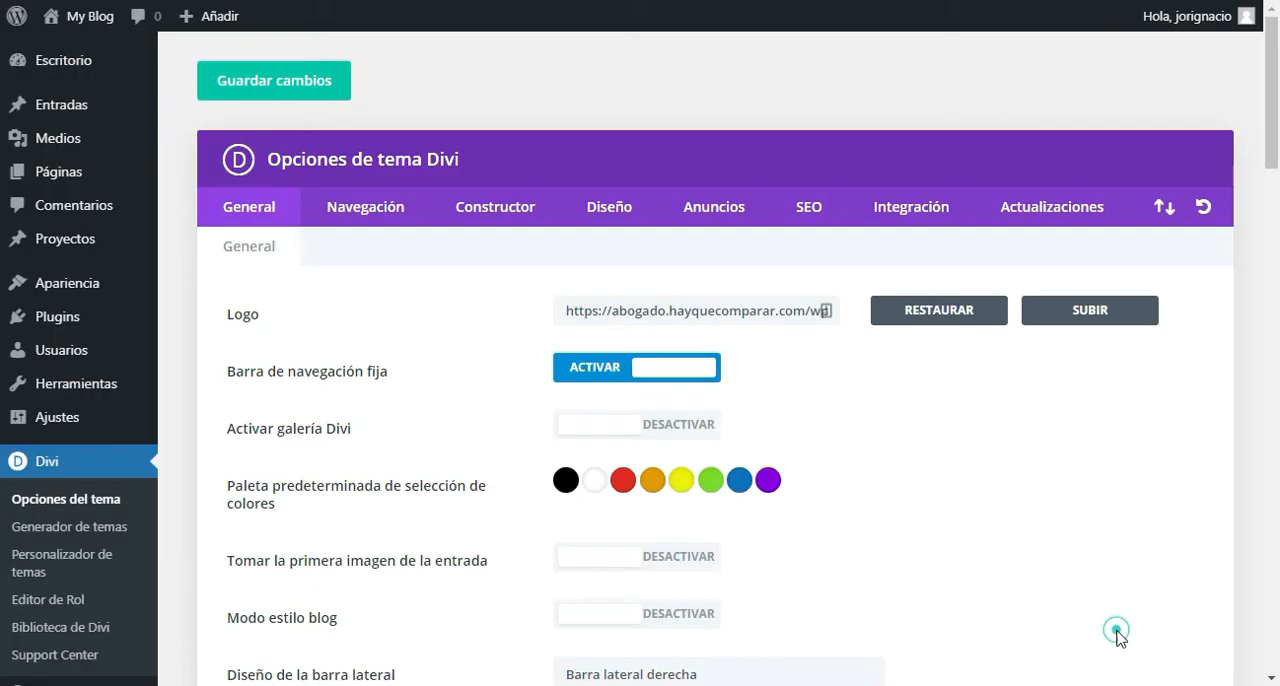 My Blog
0
Añadir
Hola, jorignacio
Escritorio
Entradas
Medios
Páginas
Comentarios
Proyectos
Apariencia
Plugins
Usuarios
Herramientas
Ajustes
Divi
Opciones del tema
Generador de temas
Personalizador de
temas
Editor de Rol
Biblioteca de Divi
Support Center
Guardar cambios
D Opciones de tema Divi
General Navegación Constructor Diseño Anuncios SEO Integración Actualizaciones
General
Logo https://abogado.hayquecomparar.com/wp RESTAURAR SUBIR
Barra de navegación fija ACTIVAR
Activar galería Divi DESACTIVAR
Paleta predeterminada de selección de
colores
Tomar la primera imagen de la entrada DESACTIVAR
Modo estilo blog DESACTIVAR
Diseño de la barra lateral Barra lateral derecha